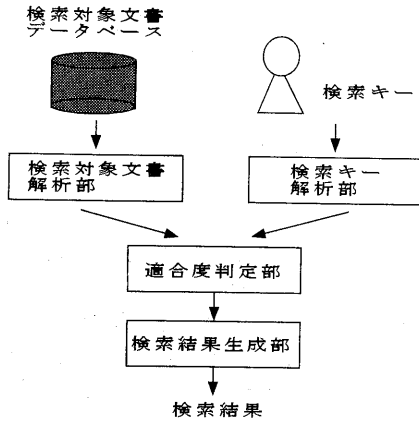 検索対象文書
データベース
検索キー
検索対象文書
解析部
検索キー
解析部
適合度判定部
検索結果生成部
検索結果